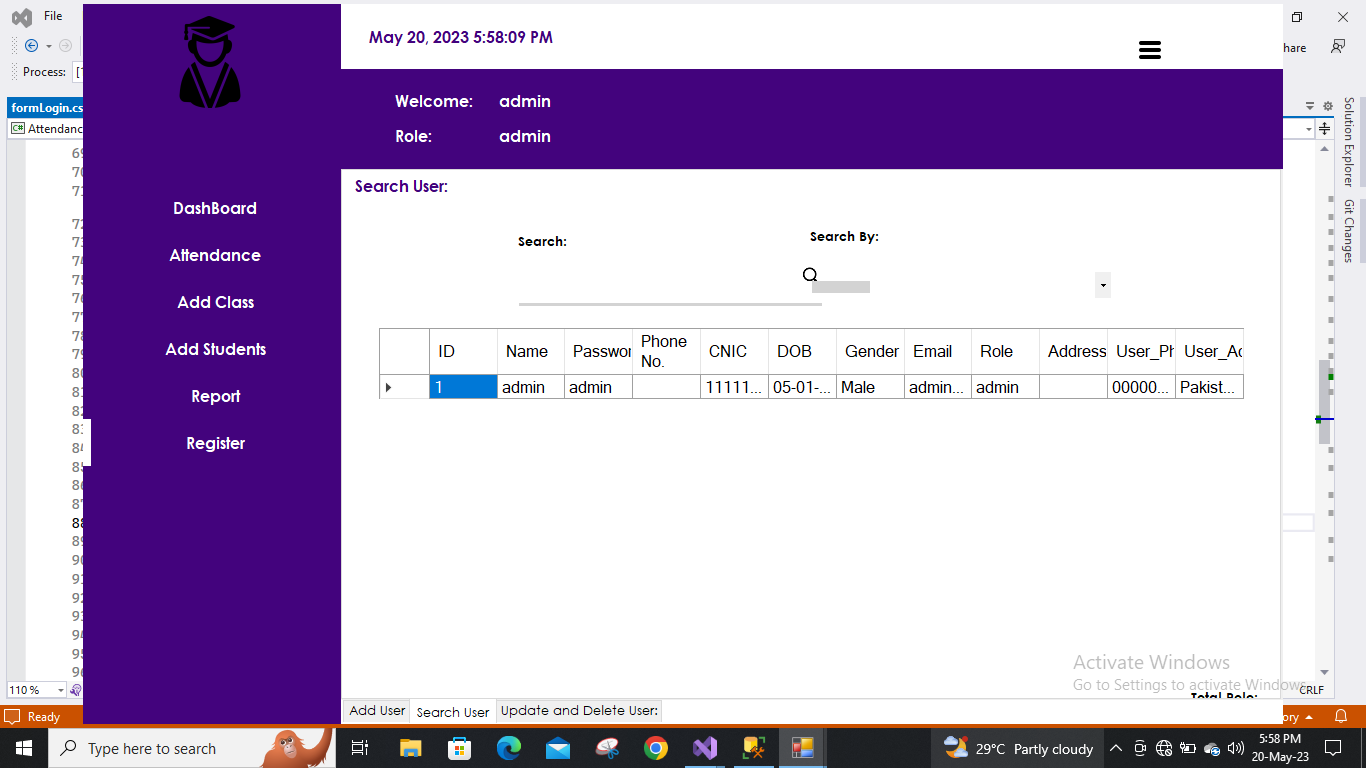 File
May 20, 2023 5:58:09 PM
hare
Process:
Welcome: admin
formLogin.cs
Role: admin
Search User:
DashBoard
Attendance
Add Class
Add Students
Report
Register
Search:
Search By:
ID Name Passwor Phone No. CNIC DOB Gender Email Role Address User_Ph User_Ad
1 admin admin 11111... 05-01-... Male admin... admin 00000... Pakist...
Solution Explorer
Git Changes
Activate Windows
Go to Settings to activate Windows.
110 %
CRLF
Add User Search User Update and Delete User:
Ready
ory
Type here to search
29°C Partly cloudy
5:58 PM
20-May-23